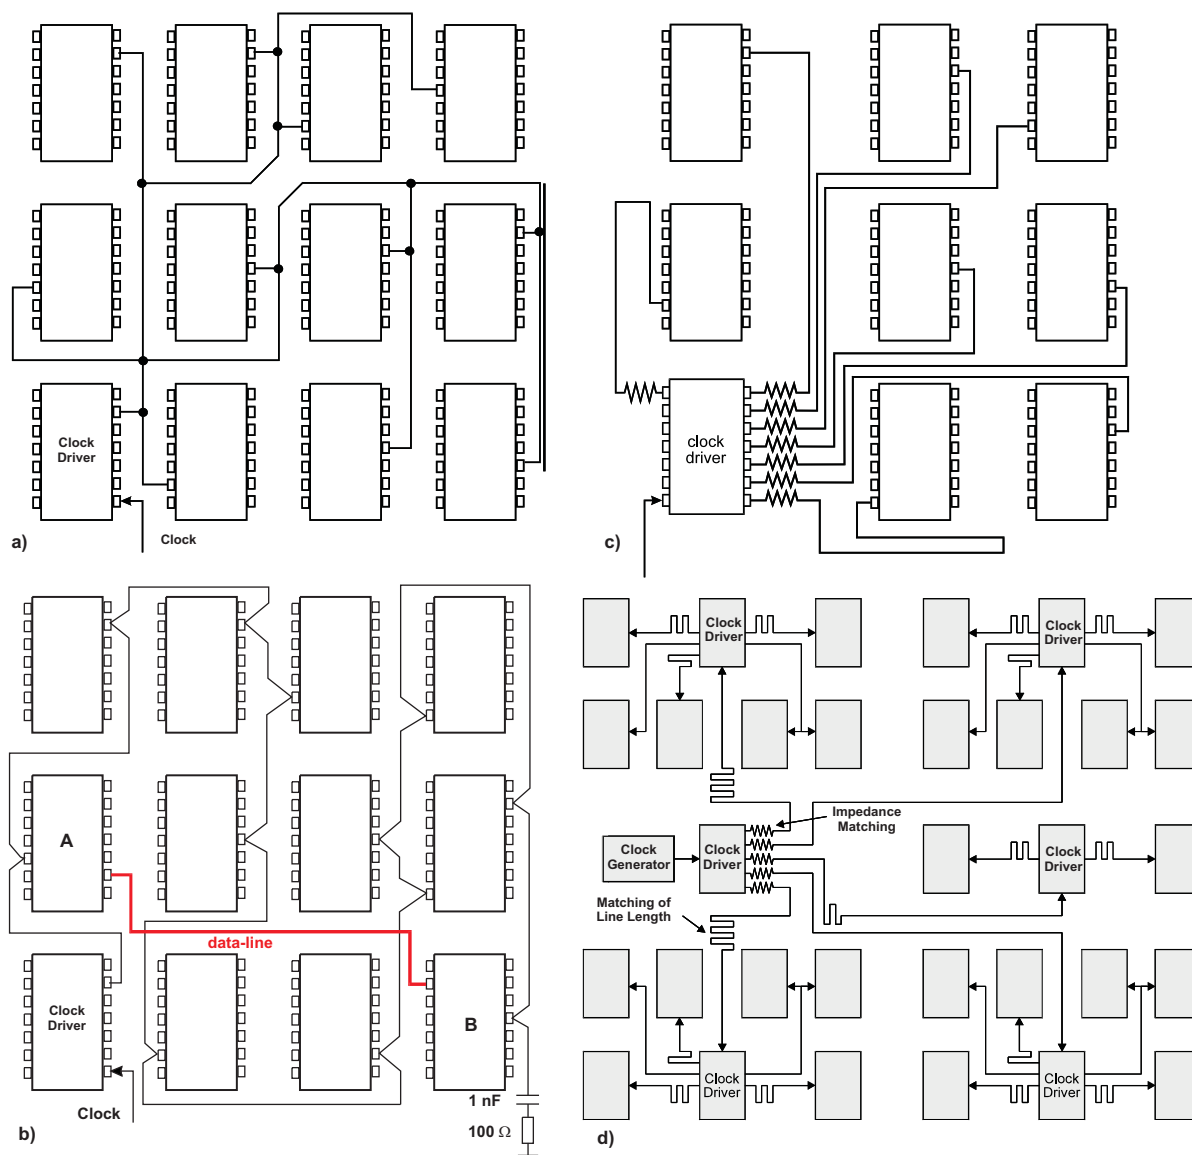 Clock
Driver
Clock
a)
clock
driver
c)
A
data-line
Clock
Driver
B
Clock
1 nF
100 Ω
b)
Clock
Driver
Clock
Driver
Impedance
Matching
Clock
Generator
Clock
Driver
Clock
Driver
Matching of
Line Length
Clock
Driver
Clock
Driver
d)